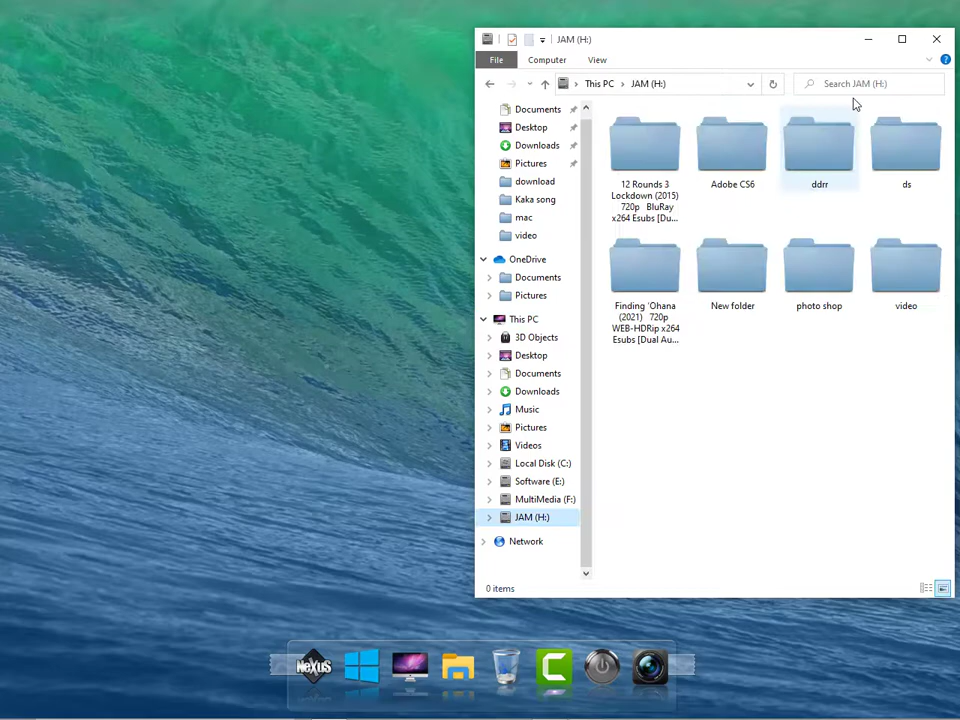 JAM (H:)
File
Computer
View
This PC
JAM (H:)
Search JAM (H:)
Documents
Desktop
Downloads
Pictures
download
Kaka song
mac
video
OneDrive
Documents
Pictures
This PC
3D Objects
Desktop
Documents
Downloads
Music
Pictures
Videos
Local Disk (C:)
Software (E:)
MultiMedia (F:)
JAM (H:)
Network
12 Rounds 3
Lockdown (2015)
720p BluRay
x264 Esubs [Du...
Adobe CS6
ddrr
ds
Finding 'Ohana
(2021) 720p
WEB-HDRip x64
Esubs [Dual Au...
New folder
photo shop
video
0 items
NeXuS